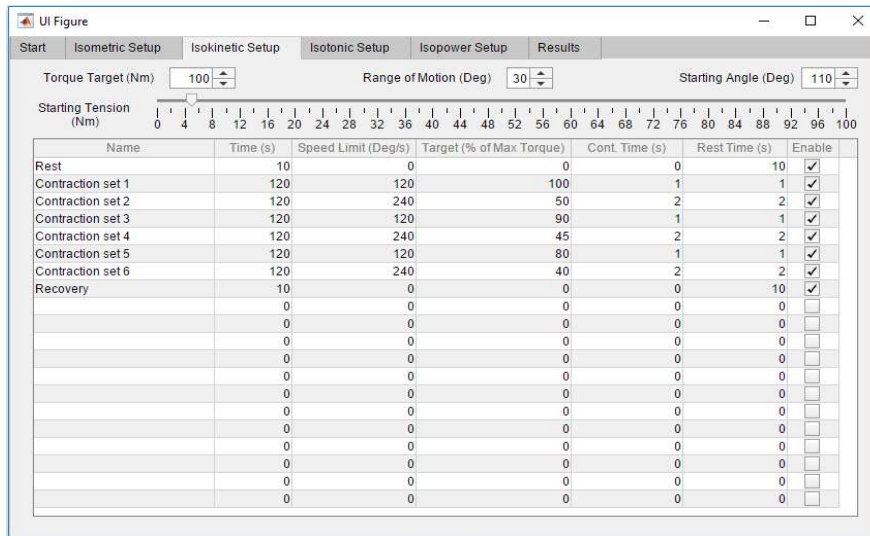 UI Figure
Start Isometric Setup Isokinetic Setup Isotonic Setup Isopower Setup Results
Torque Target (Nm) 100 Range of Motion (Deg) 30 Starting Angle (Deg) 110
Starting Tension
(Nm)
0 4 8 12 16 20 24 28 32 36 40 44 48 52 56 60 64 68 72 76 80 84 88 92 96 100
Name Time (s) Speed Limit (Deg/s) Target (% of Max Torque) Cont. Time (s) Rest Time (s) Enable
Rest 10 0 0 0 10
Contraction set 1 120 120 100 1 1
Contraction set 2 120 240 50 2 2
Contraction set 3 120 120 90 1 1
Contraction set 4 120 240 45 2 2
Contraction set 5 120 120 80 1 1
Contraction set 6 120 240 40 2 2
Recovery 10 0 0 0 10
0 0 0 0 0
0 0 0 0 0
0 0 0 0 0
0 0 0 0 0
0 0 0 0 0
0 0 0 0 0
0 0 0 0 0
0 0 0 0 0
0 0 0 0 0
0 0 0 0 0
0 0 0 0 0
0 0 0 0 0